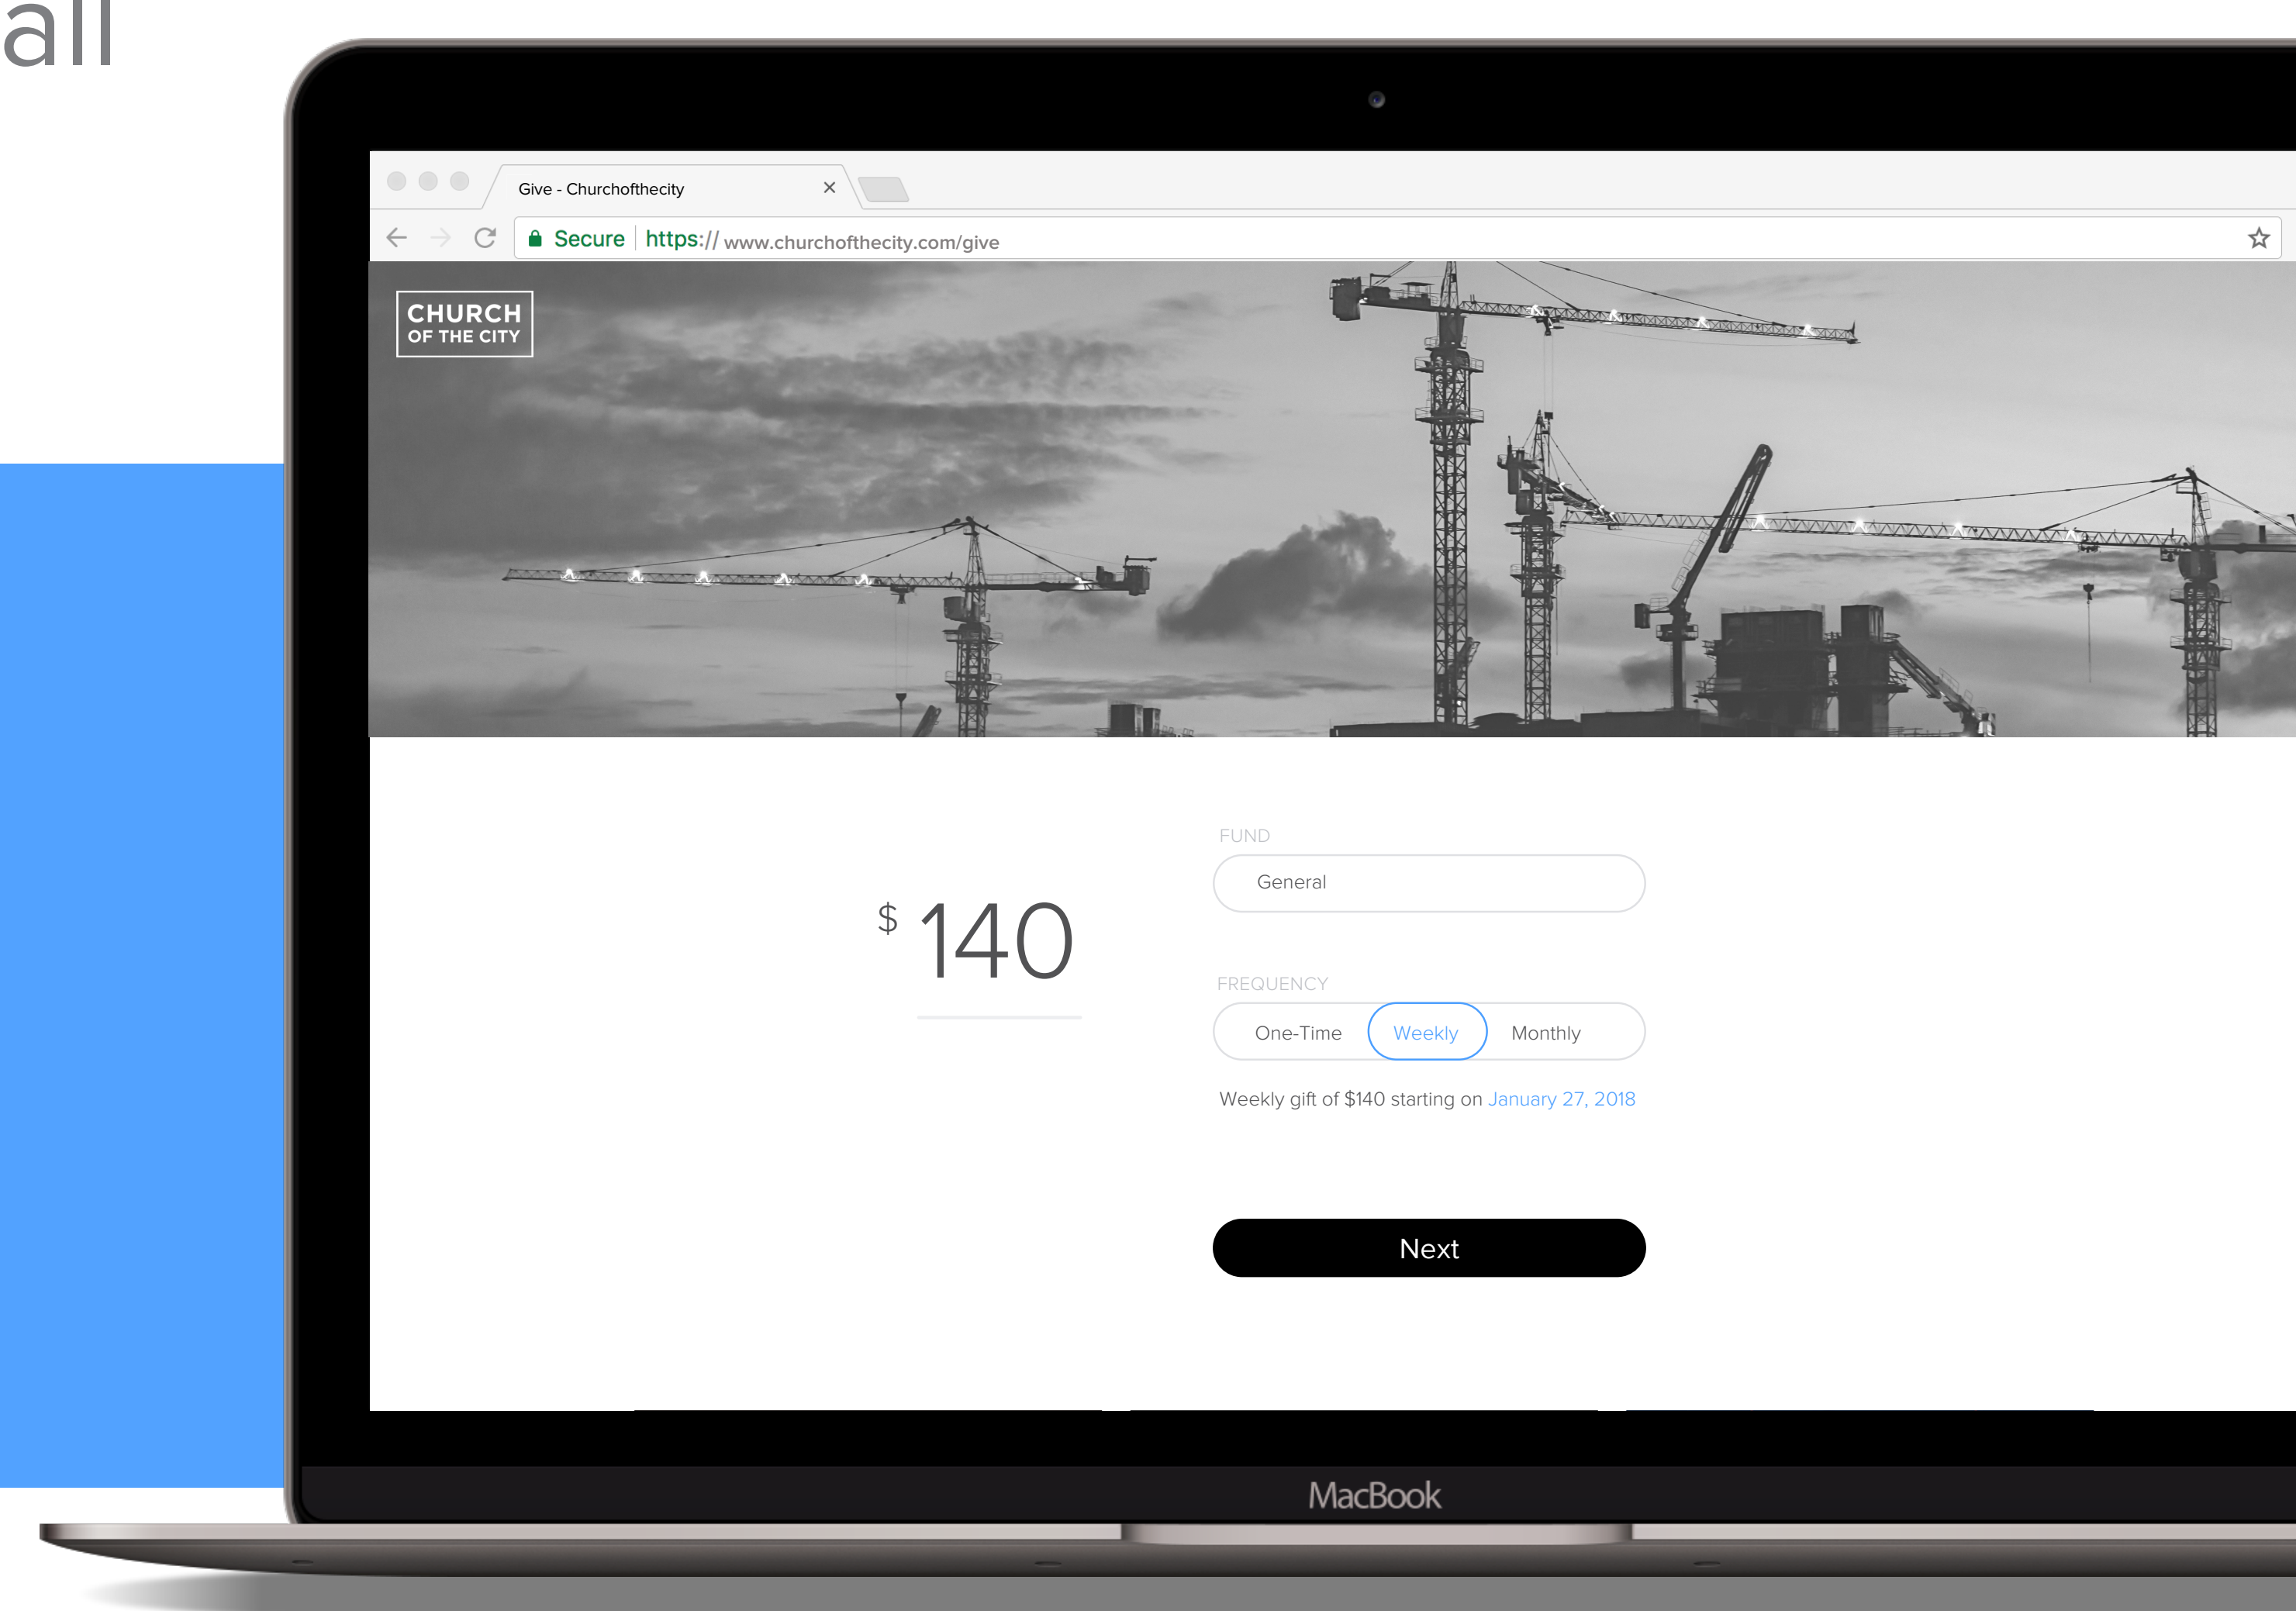 all
Give - Churchofthecity
Secure https:// www.churchofthecity.com/give
CHURCH
OF THE CITY
FUND
General
$ 140
FREQUENCY
One-Time Weekly Monthly
Weekly gift of $140 starting on January 27, 2018
Next
MacBook